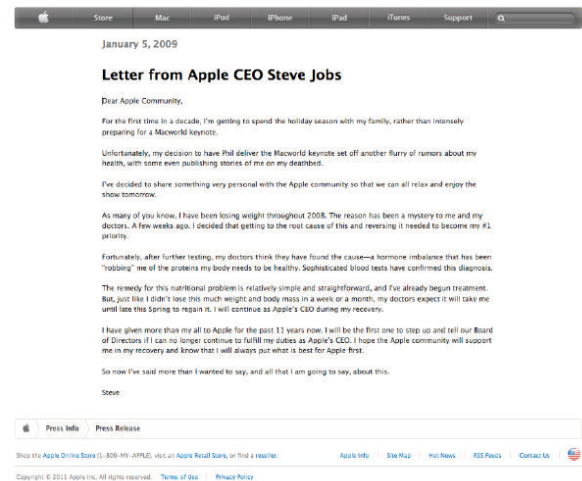 Store Mac iPod iPhone iPad iTunes Support
January 5, 2009
Letter from Apple CEO Steve Jobs
Dear Apple Community,
For the first time in a decade, I'm getting to spend the holiday season with my family, rather than intensely
preparing for a Macworld keynote.
Unfortunately, my decision to have Phil deliver the Macworld keynote set off another flurry of rumors about my
health, with some even publishing stories of me on my deathbed.
I've decided to share something very personal with the Apple community so that we can all relax and enjoy the
show tomorrow.
As many of you know, I have been losing weight throughout 2008. The reason has been a mystery to me and my
doctors. A few weeks ago, I decided that getting to the root cause of this and reversing it needed to become my #1
priority.
Fortunately, after further testing, my doctors think they have found the cause—a hormone imbalance that has been
"robbing" me of the proteins my body needs to be healthy. Sophisticated blood tests have confirmed this diagnosis.
The remedy for this nutritional problem is relatively simple and straightforward, and I've already begun treatment.
But, just like I didn't lose this much weight and body mass in a week or a month, my doctors expect it will take me
until late this Spring to regain it. I will continue as Apple's CEO during my recovery.
I have given more than my all to Apple for the past 11 years now. I will be the first one to step up and tell our Board
of Directors if I can no longer continue to fulfill my duties as Apple's CEO. I hope the Apple community will support
me in my recovery and know that I will always put what is best for Apple first.
So now I've said more than I wanted to say, and all that I am going to say, about this.
Steve
Press Info Press Release
Shop the Apple Online Store (1-800-MY-APPLE), visit an Apple Retail Store, or find a reseller. Apple Info Site Map Hot News RSS Feeds Contact Us
Copyright © 2011 Apple Inc. All rights reserved. Terms of Use Privacy Policy